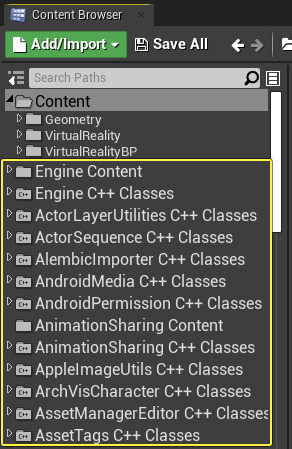 Content Browser
Add/Import Save All
Search Paths
Content
Geometry
VirtualReality
VirtualRealityBP
Engine Content
Engine C++ Classes
ActorLayerUtilities C++ Classes
ActorSequence C++ Classes
AlembicImporter C++ Classes
AndroidMedia C++ Classes
AndroidPermission C++ Classes
AnimationSharing Content
AnimationSharing C++ Classes
AppleImageUtils C++ Classes
ArchVisCharacter C++ Classes
AssetManagerEditor C++ Classes
AssetTags C++ Classes